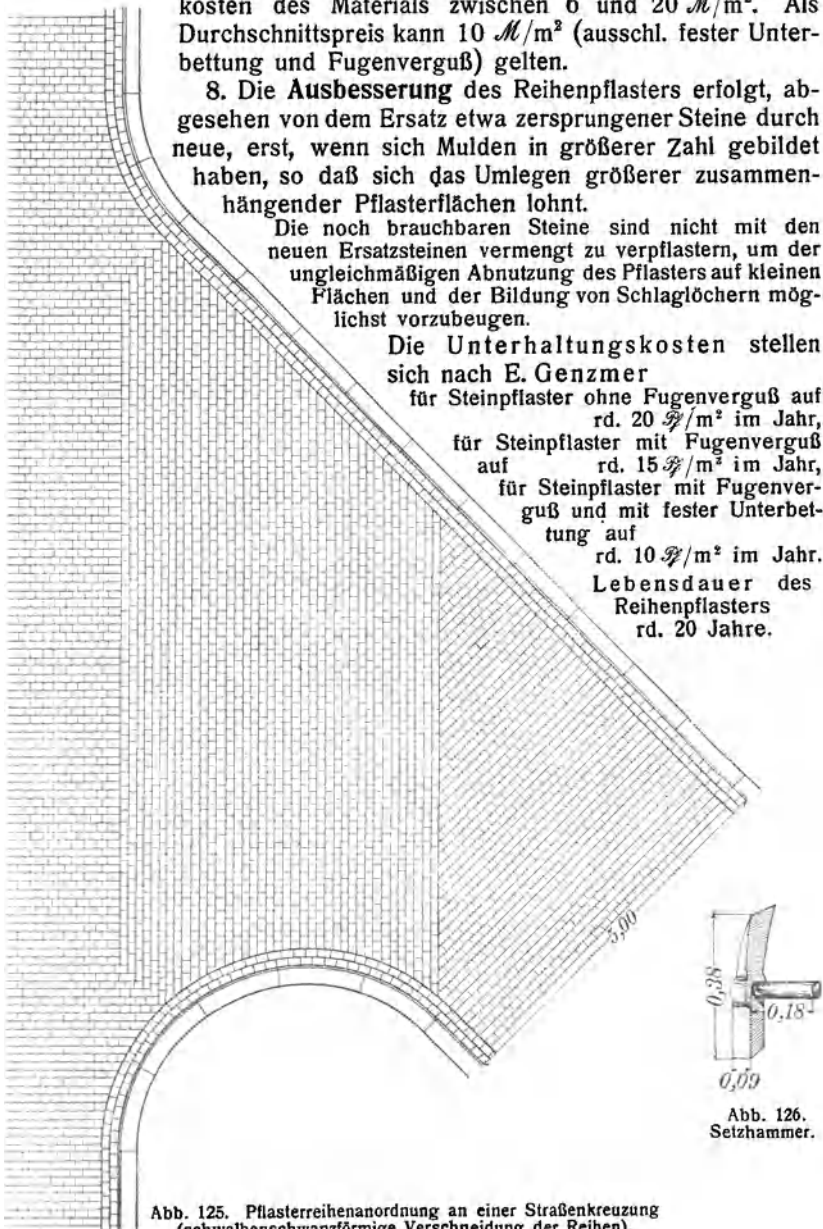 kosten des Materials zwischen 6 und 20 ℳ/m². Als
Durchschnittspreis kann 10 ℳ/m² (ausschl. fester Unter-
bettung und Fugenverguß) gelten.
8. Die Ausbesserung des Reihenpflasters erfolgt, ab-
gesehen von dem Ersatz etwa zersprungener Steine durch
neue, erst, wenn sich Mulden in größerer Zahl gebildet
haben, so daß sich das Umlegen größerer zusammen-
hängender Pflasterflächen lohnt.
Die noch brauchbaren Steine sind nicht mit den
neuen Ersatzsteinen vermengt zu verpflastern, um der
ungleichmäßigen Abnutzung des Pflasters auf kleinen
Flächen und der Bildung von Schlaglöchern mög-
lichst vorzubeugen.
Die Unterhaltungskosten stellen
sich nach E. Genzmer
für Steinpflaster ohne Fugenverguß auf
rd. 20 ₰/m² im Jahr,
für Steinpflaster mit Fugenverguß
auf rd. 15 ₰/m² im Jahr,
für Steinpflaster mit Fugenver-
guß und mit fester Unterbet-
tung auf
rd. 10 ₰/m² im Jahr.
Lebensdauer des
Reihenpflasters
rd. 20 Jahre.
5,00
0,28
0,18
0,09
Abb. 126.
Setzhammer.
Abb. 125. Pflasterreihenanordnung an einer Straßenkreuzung
(schwalbenschwanzförmige Verschneidung der Reihen).